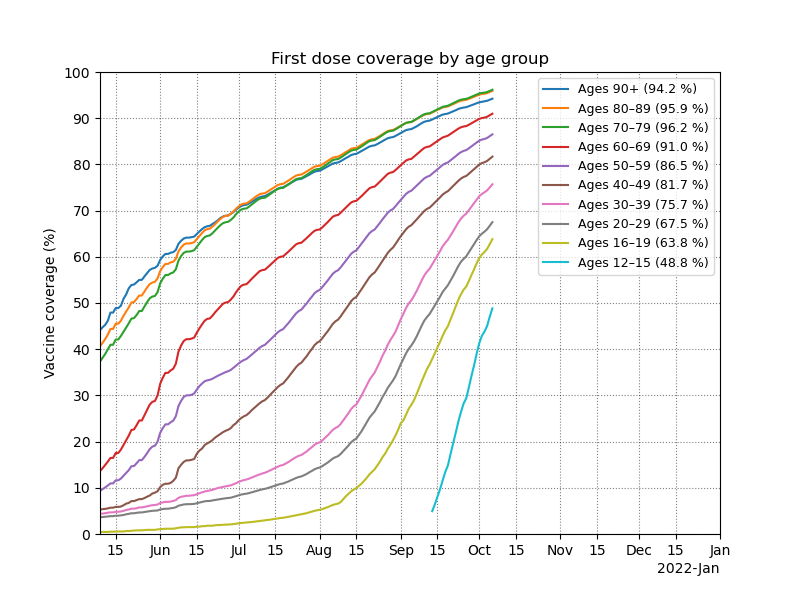 First dose coverage by age group
Vaccine coverage (%)
100
90
80
70
60
50
40
30
20
10
0
Ages 90+ (94.2 %)
Ages 80–89 (95.9 %)
Ages 70–79 (96.2 %)
Ages 60–69 (91.0 %)
Ages 50–59 (86.5 %)
Ages 40–49 (81.7 %)
Ages 30–39 (75.7 %)
Ages 20–29 (67.5 %)
Ages 16–19 (63.8 %)
Ages 12–15 (48.8 %)
15 Jun 15 Jul 15 Aug 15 Sep 15 Oct 15 Nov 15 Dec 15 Jan
2022-Jan